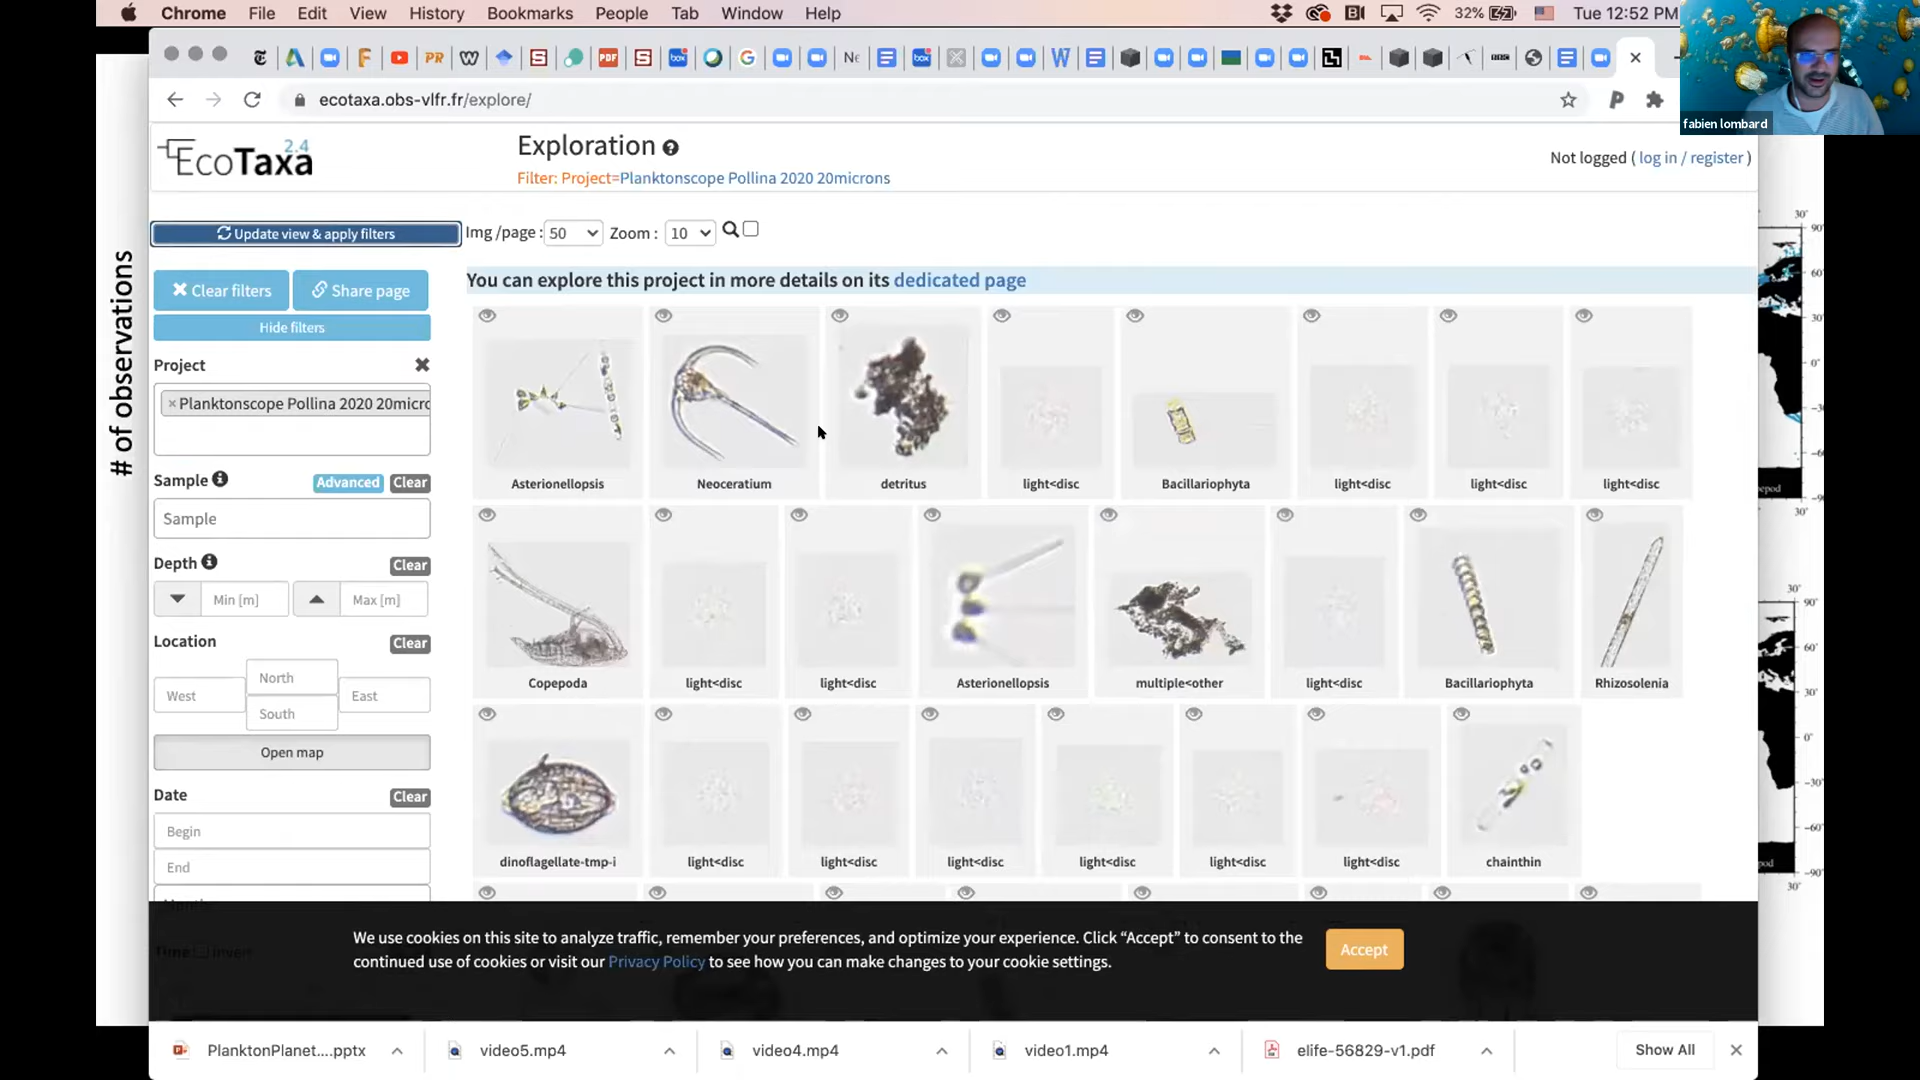 Chrome File Edit View History Bookmarks People Tab Window Help
32%
Tue 12:52 PM
fabien lombard
ecotaxa.obs-vlfr.fr/explore/
EcoTaxa 2.4
Exploration
Filter: Project=Planktonscope Pollina 2020 20microns
Not logged ( log in / register )
Update view & apply filters
Img /page : 50 Zoom : 10
Clear filters Share page
Hide filters
You can explore this project in more details on its dedicated page
Project
×Planktonscope Pollina 2020 20micro
Sample Advanced Clear
Sample
Depth Clear
Min [m] Max [m]
Location Clear
North
West East
South
Open map
Date Clear
Begin
End
Asterionellopsis Neoceratium detritus light<disc Bacillariophyta light<disc light<disc light<disc
Copepoda light<disc light<disc Asterionellopsis multiple<other light<disc Bacillariophyta Rhizosolenia
dinoflagellate-tmp-i light<disc light<disc light<disc light<disc light<disc light<disc chainthin
# of observations
We use cookies on this site to analyze traffic, remember your preferences, and optimize your experience. Click “Accept” to consent to the
continued use of cookies or visit our Privacy Policy to see how you can make changes to your cookie settings.
Accept
PlanktonPlanet....pptx video5.mp4 video4.mp4 video1.mp4 elife-56829-v1.pdf Show All